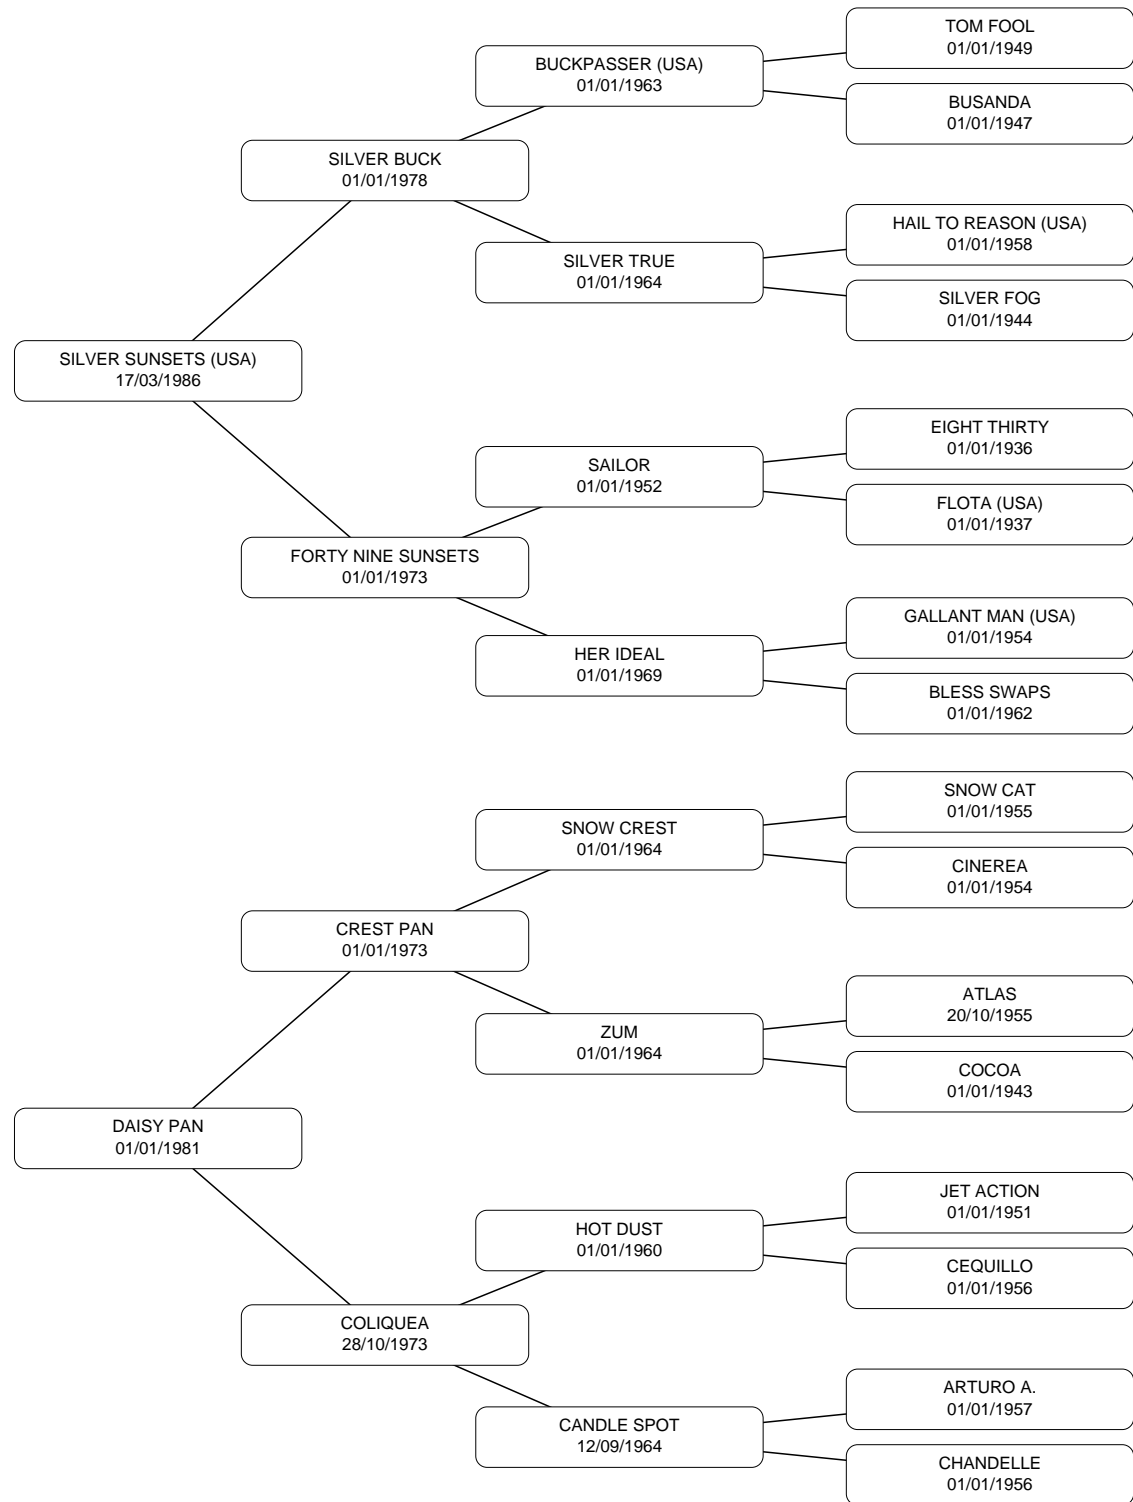 TOM FOOL
01/01/1949
BUCKPASSER (USA)
01/01/1963
BUSANDA
01/01/1947
SILVER BUCK
01/01/1978
HAIL TO REASON (USA)
01/01/1958
SILVER TRUE
01/01/1964
SILVER FOG
01/01/1944
SILVER SUNSETS (USA)
17/03/1986
EIGHT THIRTY
01/01/1936
SAILOR
01/01/1952
FLOTA (USA)
01/01/1937
FORTY NINE SUNSETS
01/01/1973
GALLANT MAN (USA)
01/01/1954
HER IDEAL
01/01/1969
BLESS SWAPS
01/01/1962
SNOW CAT
01/01/1955
SNOW CREST
01/01/1964
CINEREA
01/01/1954
CREST PAN
01/01/1973
ATLAS
20/10/1955
ZUM
01/01/1964
COCOA
01/01/1943
DAISY PAN
01/01/1981
JET ACTION
01/01/1951
HOT DUST
01/01/1960
CEQUILLO
01/01/1956
COLIQUEA
28/10/1973
ARTURO A.
01/01/1957
CANDLE SPOT
12/09/1964
CHANDELLE
01/01/1956